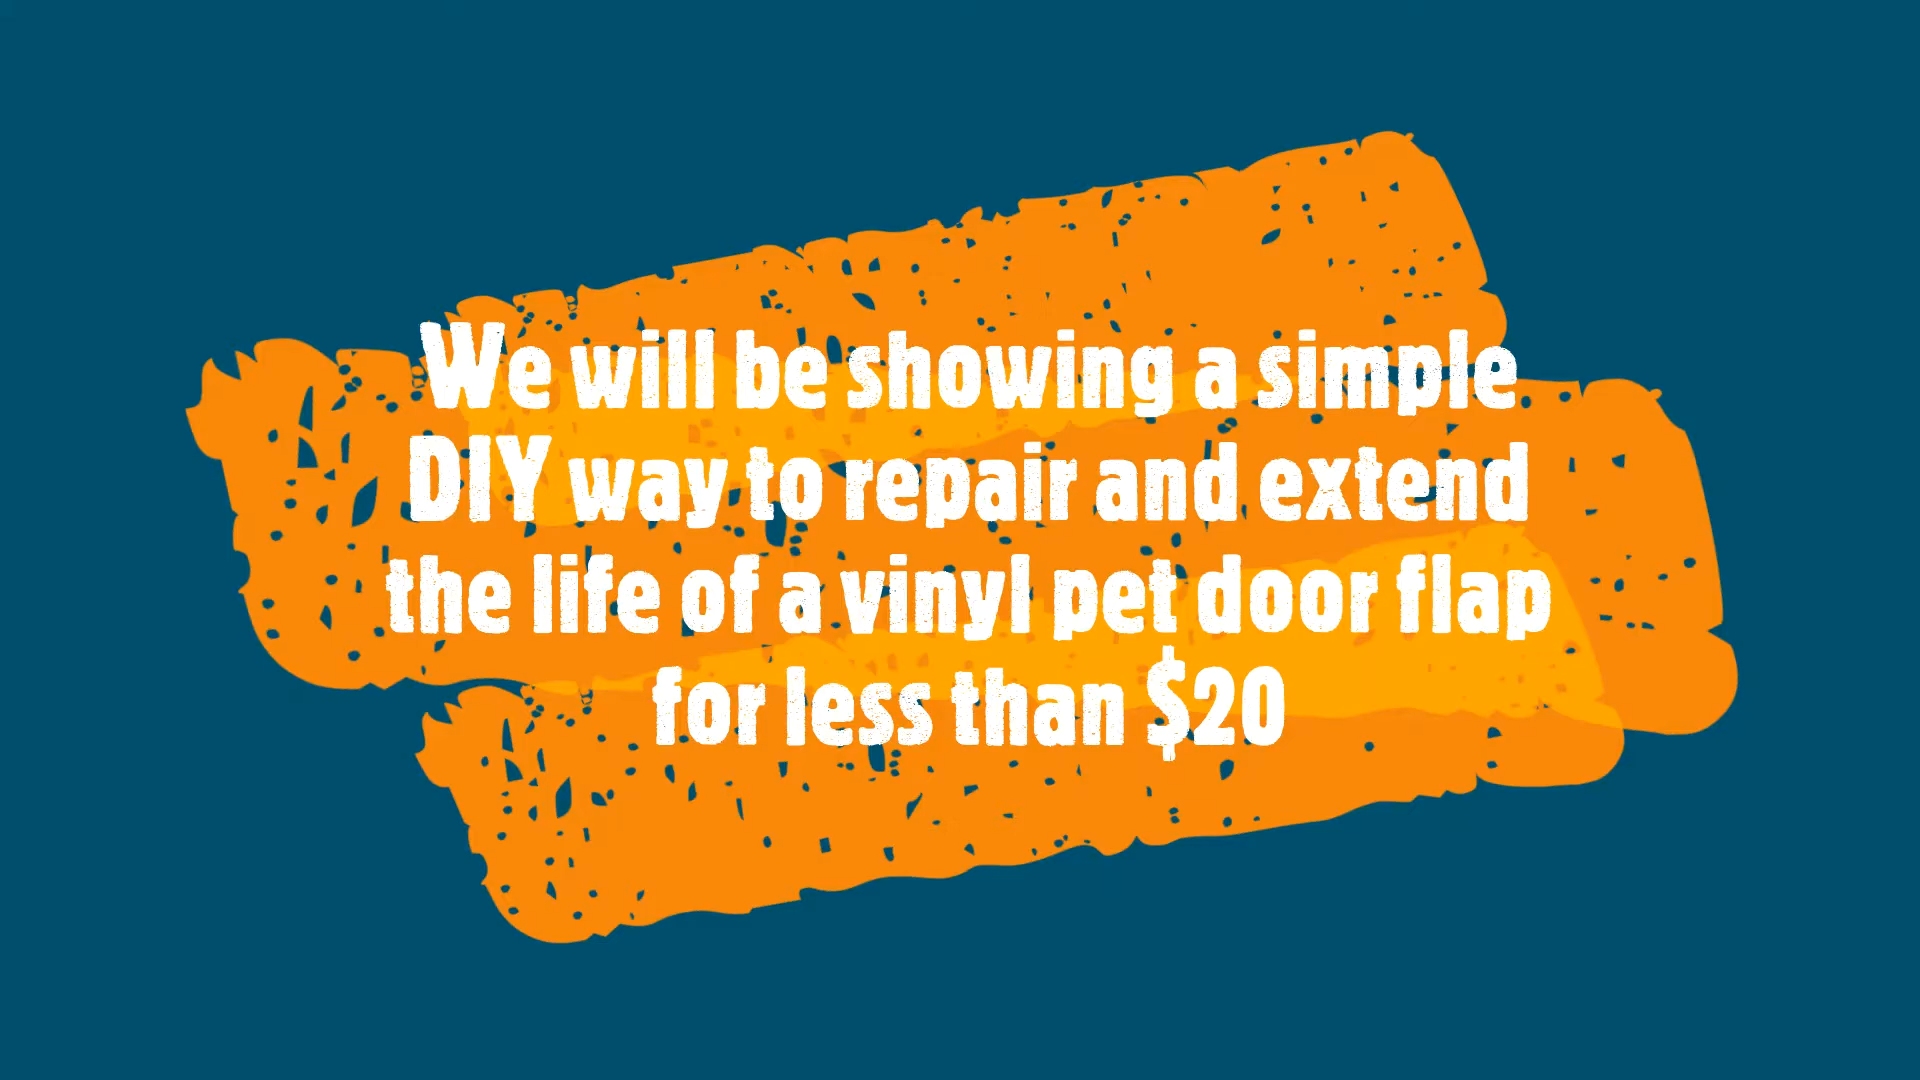 We will be showing a simple
DIY way to repair and extend
the life of a vinyl pet door flap
for less than $20